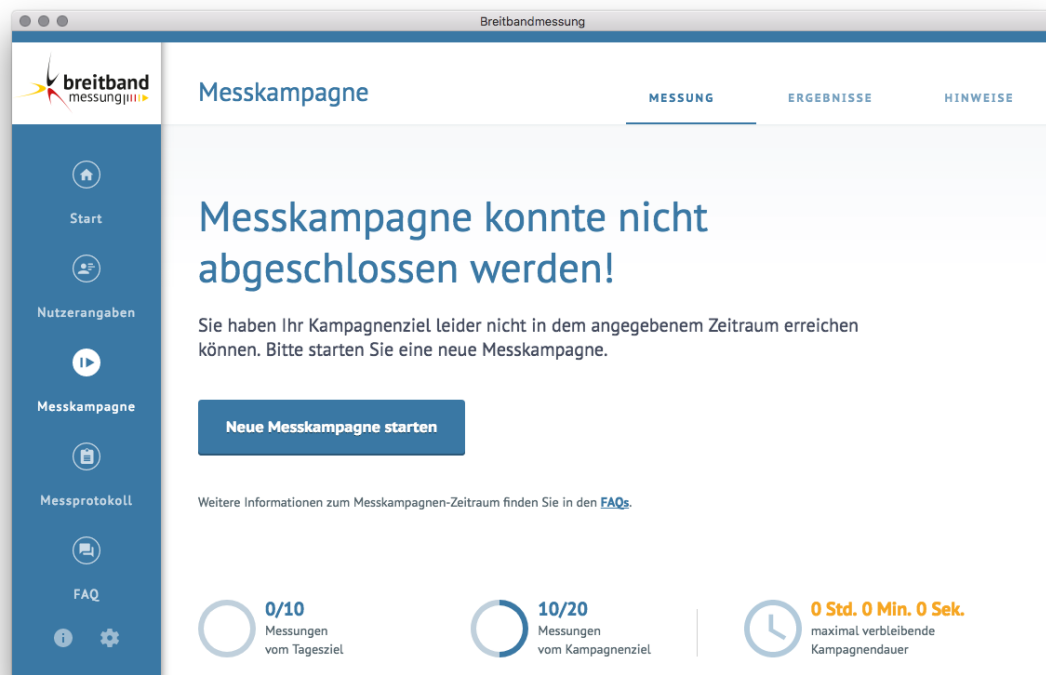 Breitbandmessung
breitband
messung
Messkampagne
MESSUNG
ERGEBNISSE
HINWEISE
Start
Nutzerangaben
Messkampagne
Messprotokoll
FAQ
Messkampagne konnte nicht
abgeschlossen werden!
Sie haben Ihr Kampagnenziel leider nicht in dem angegebenem Zeitraum erreichen
können. Bitte starten Sie eine neue Messkampagne.
Neue Messkampagne starten
Weitere Informationen zum Messkampagnen-Zeitraum finden Sie in den FAQs.
0/10
Messungen
vom Tagesziel
10/20
Messungen
vom Kampagnenziel
0 Std. 0 Min. 0 Sek.
maximal verbleibende
Kampagnendauer